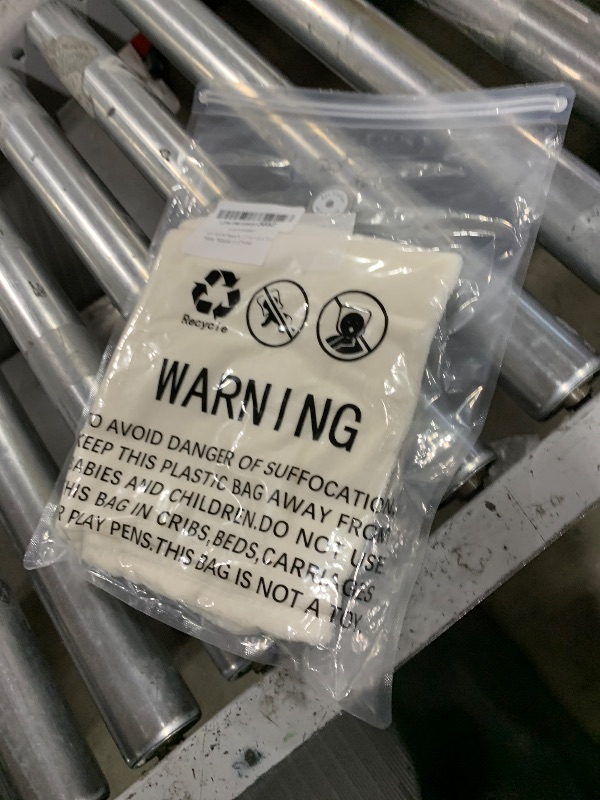 Recycle
WARNING
O AVOID DANGER OF SUFFOCATION
KEEP THIS PLASTIC BAG AWAY FROM
ABIES AND CHILDREN.DO NOT USE
HIS BAG IN CRIBS,BEDS,CARRIAGES
R PLAY PENS.THIS BAG IS NOT A TOY